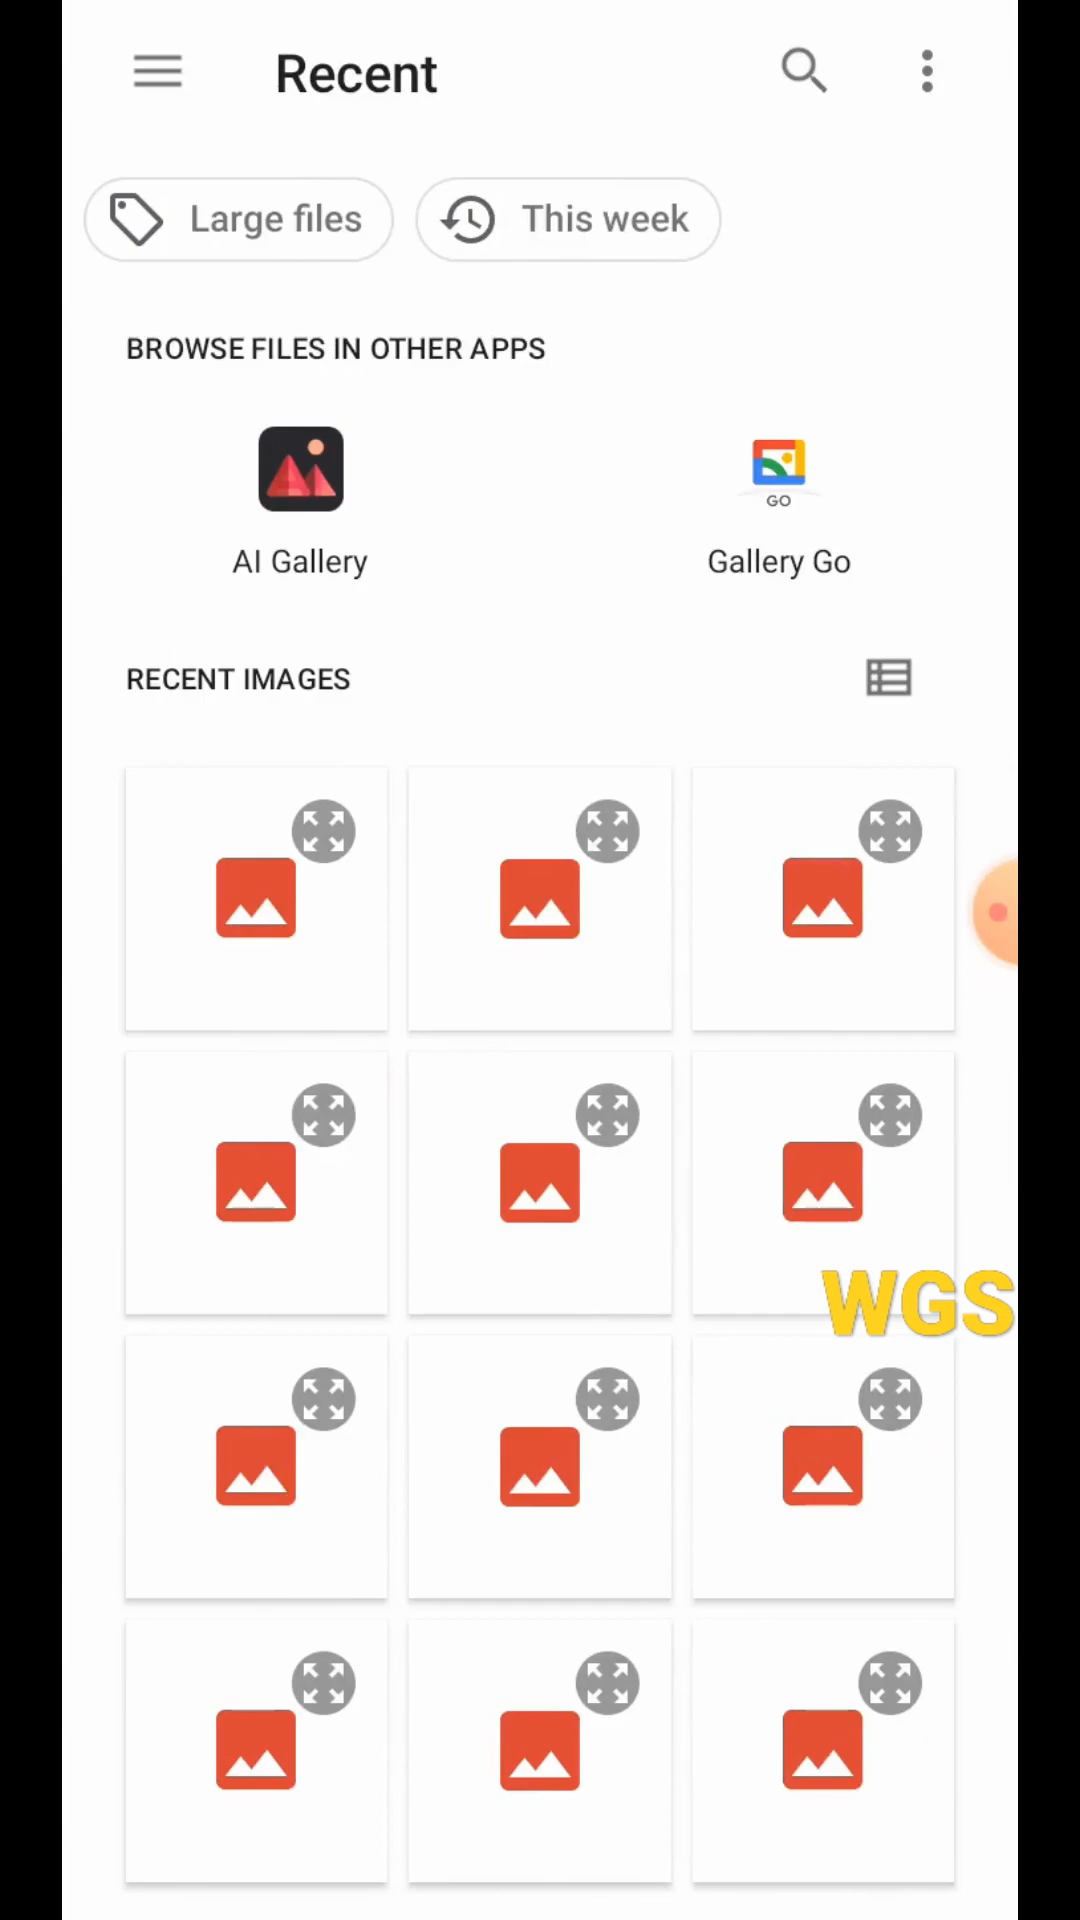 Recent
Large files
This week
BROWSE FILES IN OTHER APPS
GO
AI Gallery
Gallery Go
RECENT IMAGES
WGS